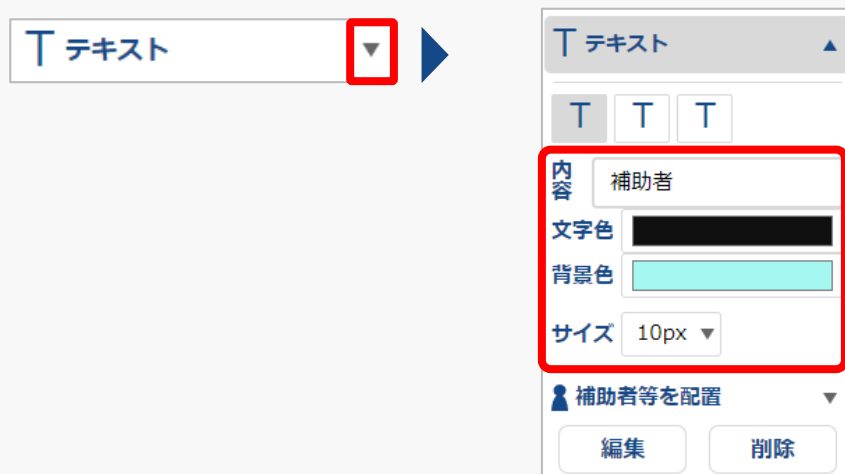 T テキスト ▼
T テキスト ▲
T T T
内容 補助者
文字色
背景色
サイズ 10px ▼
補助者等を配置 ▼
編集 削除